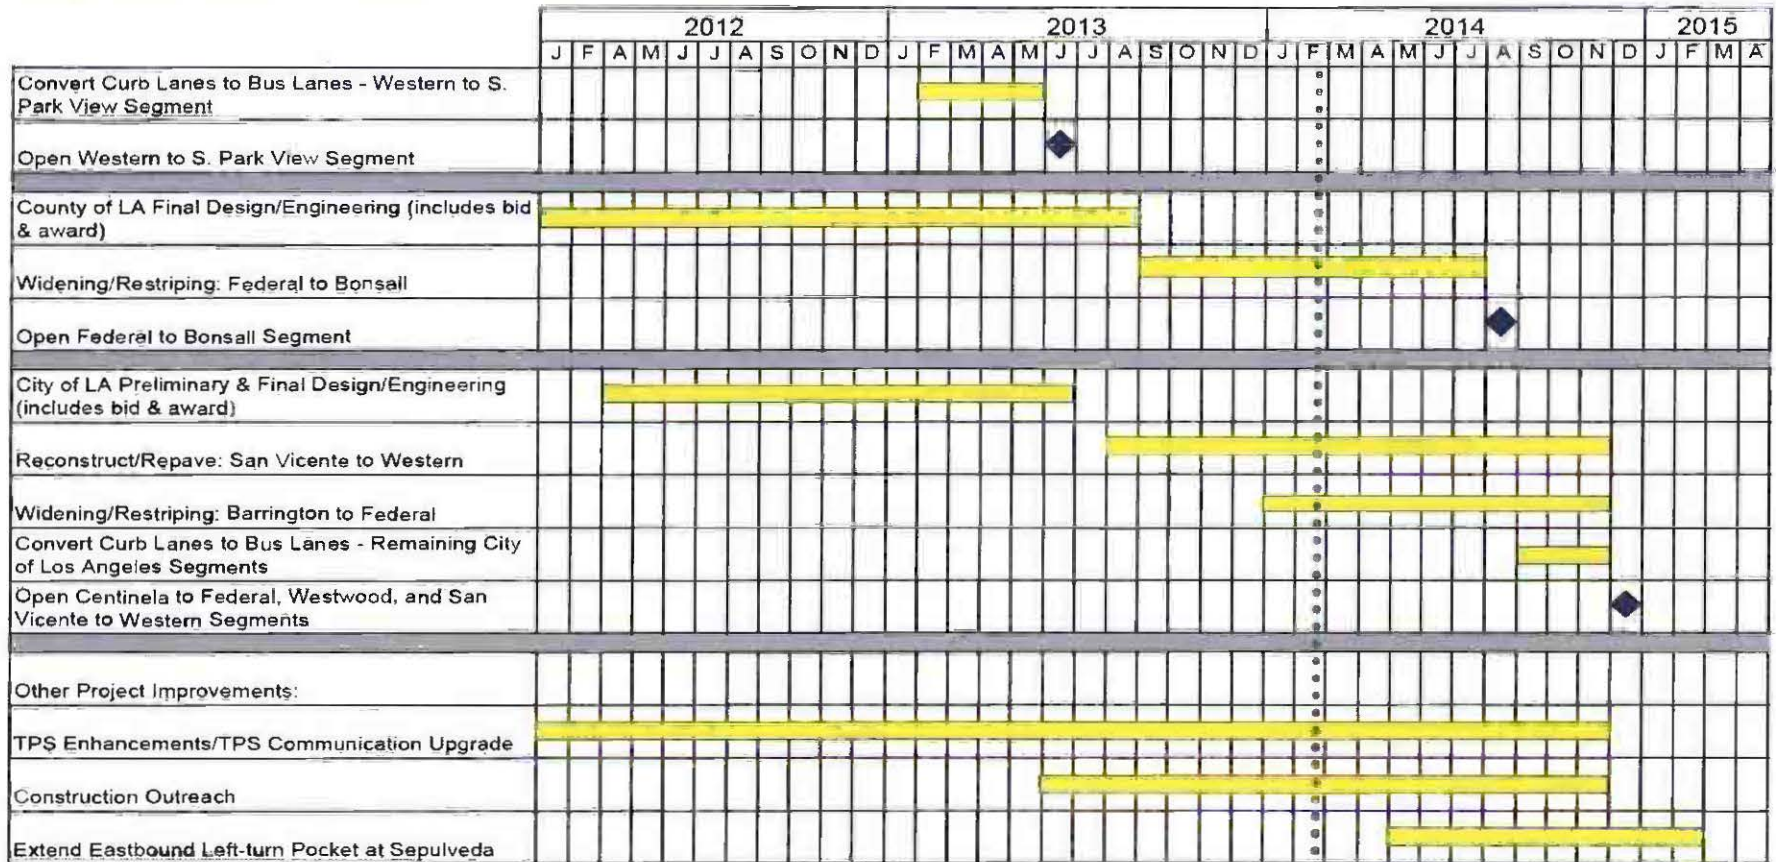 2012 2013 2014 2015
J F A M J J A S O N D J F M A M J J A S O N D J F M A M J J A S O N D J F M A
Convert Curb Lanes to Bus Lanes - Western to S.
Park View Segment
Open Western to S. Park View Segment
County of LA Final Design/Engineering (includes bid
& award)
Widening/Restriping: Federal to Bonsall
Open Federal to Bonsall Segment
City of LA Preliminary & Final Design/Engineering
(includes bid & award)
Reconstruct/Repave: San Vicente to Western
Widening/Restriping: Barrington to Federal
Convert Curb Lanes to Bus Lanes - Remaining City
of Los Angeles Segments
Open Centinela to Federal, Westwood, and San
Vicente to Western Segments
Other Project Improvements:
TPS Enhancements/TPS Communication Upgrade
Construction Outreach
Extend Eastbound Left-turn Pocket at Sepulveda